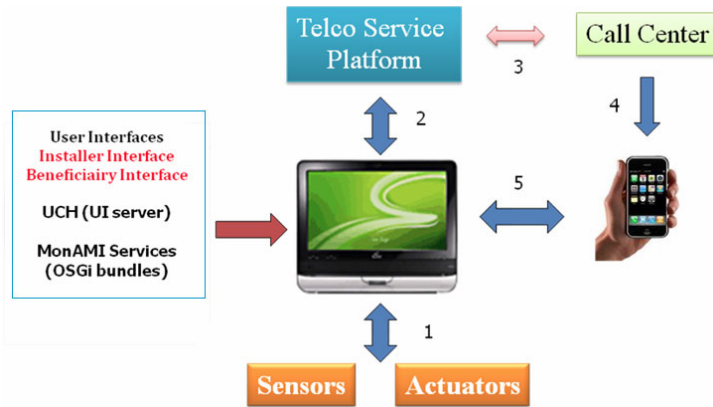 Telco Service
Platform
Call Center
3
4
2
User Interfaces
Installer Interface
Beneficiairy Interface
UCH (UI server)
MonAMI Services
(OSGi bundles)
5
1
Sensors
Actuators